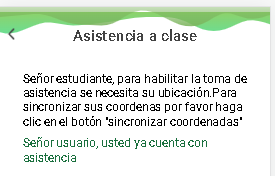 Asistencia a clase
Señor estudiante, para habilitar la toma de
asistencia se necesita su ubicación.Para
sincronizar sus coordenas por favor haga
clic en el botón "sincronizar coordenadas"
Señor usuario, usted ya cuenta con
asistencia